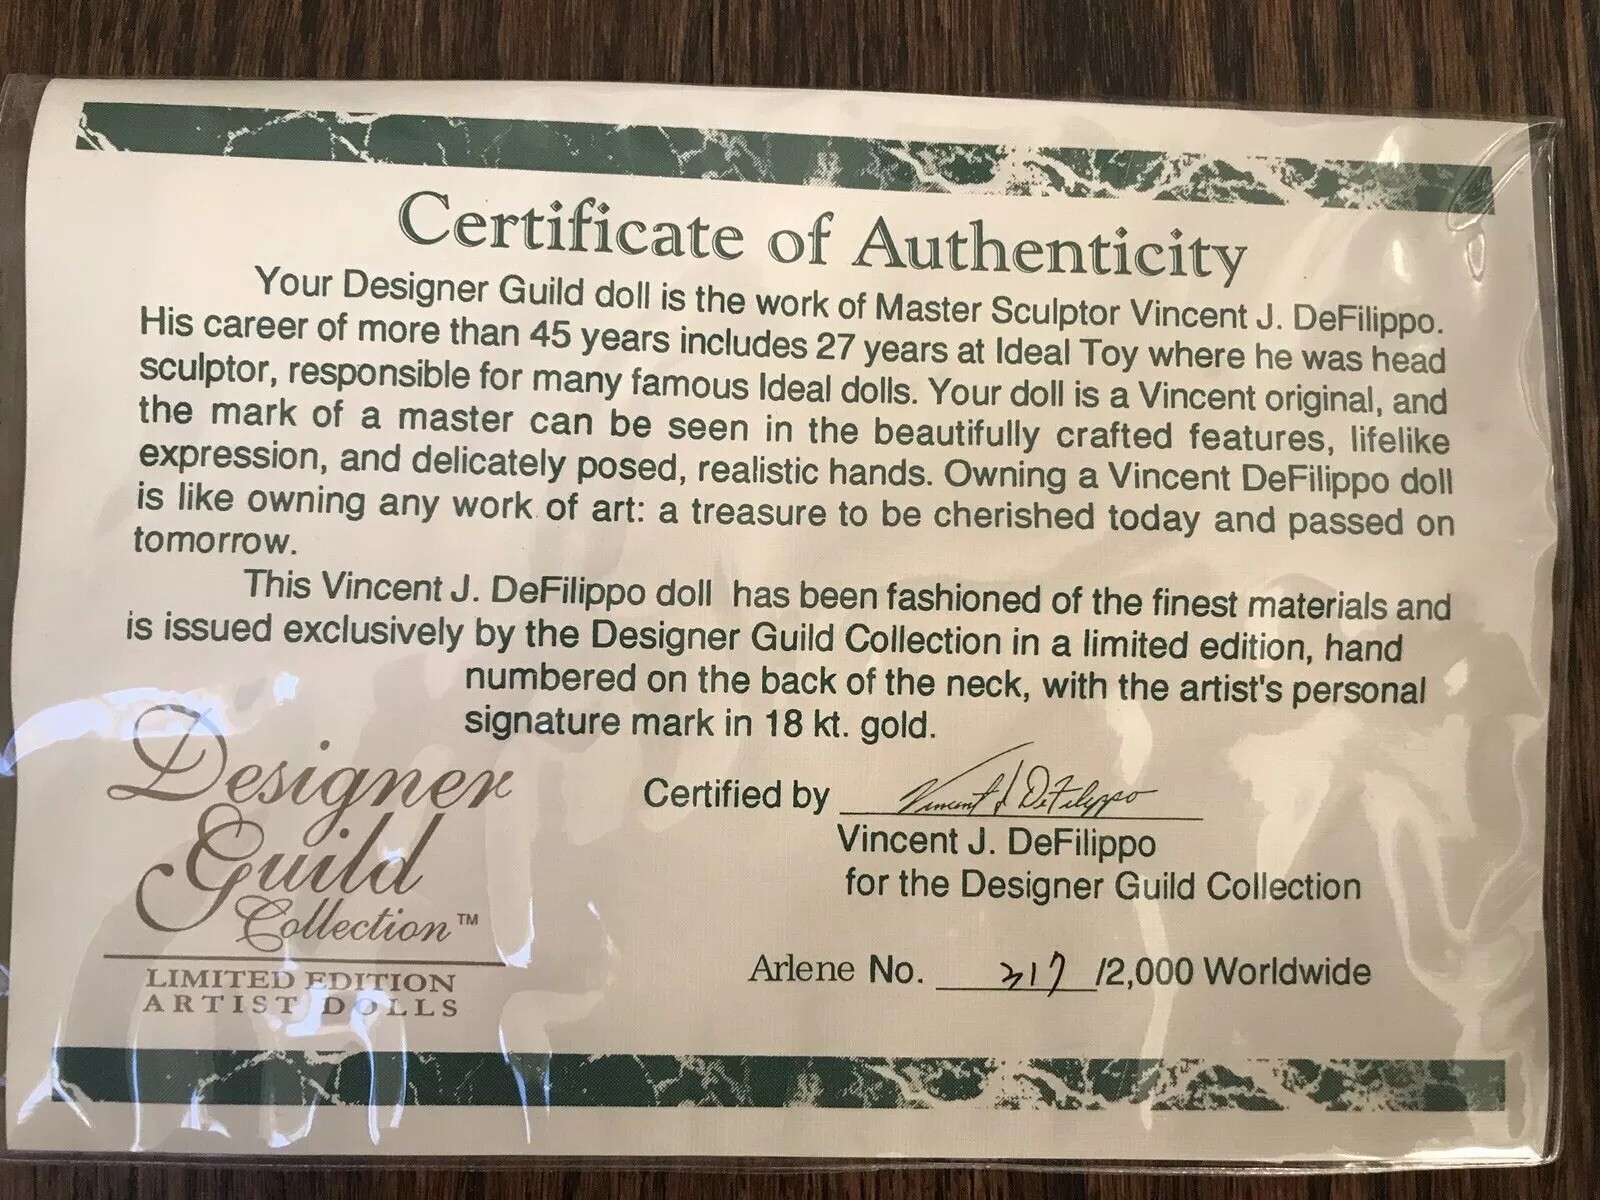 Certificate of Authenticity
Your Designer Guild doll is the work of Master Sculptor Vincent J. DeFilippo.
His career of more than 45 years includes 27 years at Ideal Toy where he was head
sculptor, responsible for many famous Ideal dolls. Your doll is a Vincent original, and
the mark of a master can be seen in the beautifully crafted features, lifelike
expression, and delicately posed, realistic hands. Owning a Vincent DeFilippo doll
is like owning any work of art: a treasure to be cherished today and passed on
tomorrow.
This Vincent J. DeFilippo doll has been fashioned of the finest materials and
is issued exclusively by the Designer Guild Collection in a limited edition, hand
numbered on the back of the neck, with the artist's personal
signature mark in 18 kt. gold.
Designer
Guild
Collection™
LIMITED EDITION
ARTIST DOLLS
Certified by Vincent J DeFilippo
Vincent J. DeFilippo
for the Designer Guild Collection
Arlene No. 317 /2,000 Worldwide